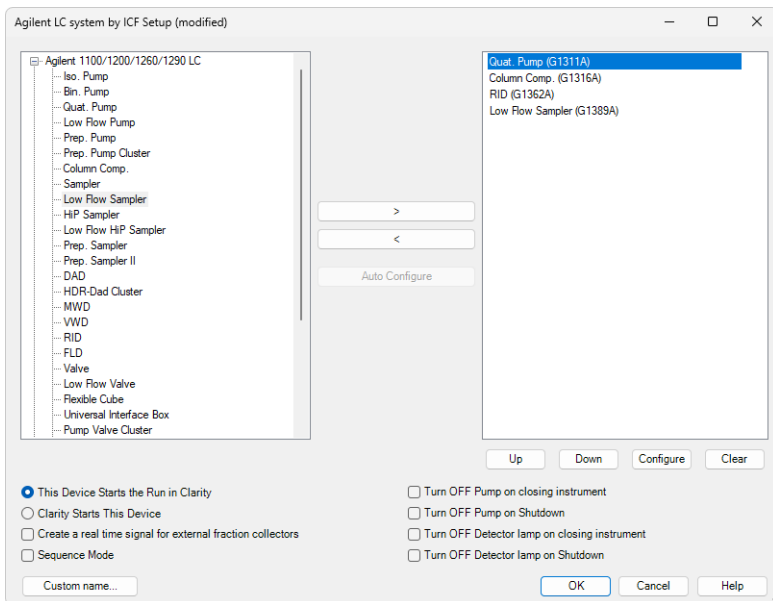 Agilent LC system by ICF Setup (modified)
Agilent 1100/1200/1260/1290 LC
Iso. Pump
Bin. Pump
Quat. Pump
Low Flow Pump
Prep. Pump
Prep. Pump Cluster
Column Comp.
Sampler
Low Flow Sampler
HiP Sampler
Low Flow HiP Sampler
Prep. Sampler
Prep. Sampler II
DAD
HDR-Dad Cluster
MWD
VWD
RID
FLD
Valve
Low Flow Valve
Flexible Cube
Universal Interface Box
Pump Valve Cluster
>
<
Auto Configure
Quat. Pump (G1311A)
Column Comp. (G1316A)
RID (G1362A)
Low Flow Sampler (G1389A)
Up Down Configure Clear
This Device Starts the Run in Clarity
Clarity Starts This Device
Create a real time signal for external fraction collectors
Sequence Mode
Turn OFF Pump on closing instrument
Turn OFF Pump on Shutdown
Turn OFF Detector lamp on closing instrument
Turn OFF Detector lamp on Shutdown
Custom name... OK Cancel Help